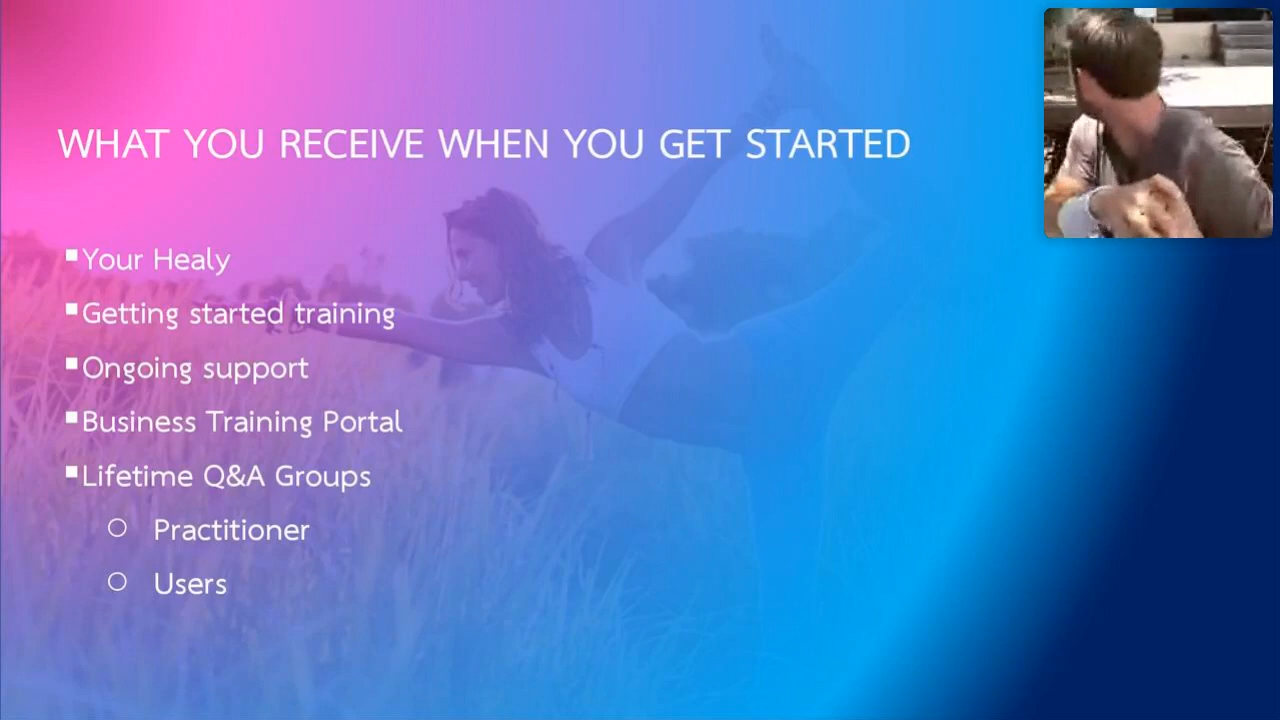 WHAT YOU RECEIVE WHEN YOU GET STARTED
▪Your Healy
▪Getting started training
▪Ongoing support
▪Business Training Portal
▪Lifetime Q&A Groups
○ Practitioner
○ Users